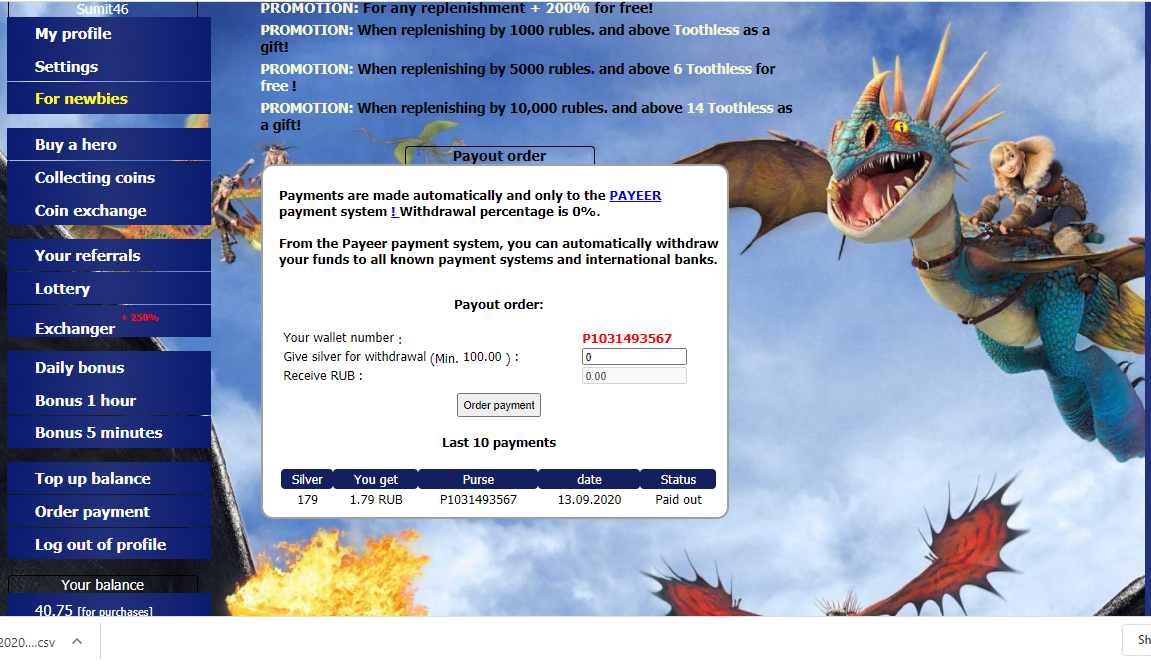 Sumit46
My profile
Settings
For newbies
Buy a hero
Collecting coins
Coin exchange
Your referrals
Lottery
Exchanger + 250%
Daily bonus
Bonus 1 hour
Bonus 5 minutes
Top up balance
Order payment
Log out of profile
Your balance
40.75 [for purchases]
PROMOTION: For any replenishment + 200% for free!
PROMOTION: When replenishing by 1000 rubles. and above Toothless as a
gift!
PROMOTION: When replenishing by 5000 rubles. and above 6 Toothless for
free !
PROMOTION: When replenishing by 10,000 rubles. and above 14 Toothless as
a gift!
Payout order
Payments are made automatically and only to the PAYEER
payment system ! Withdrawal percentage is 0%.
From the Payeer payment system, you can automatically withdraw
your funds to all known payment systems and international banks.
Payout order:
Your wallet number : P1031493567
Give silver for withdrawal (Min. 100.00 ) : 0
Receive RUB : 0.00
Order payment
Last 10 payments
Silver You get Purse date Status
179 1.79 RUB P1031493567 13.09.2020 Paid out
2020....csv
Sh